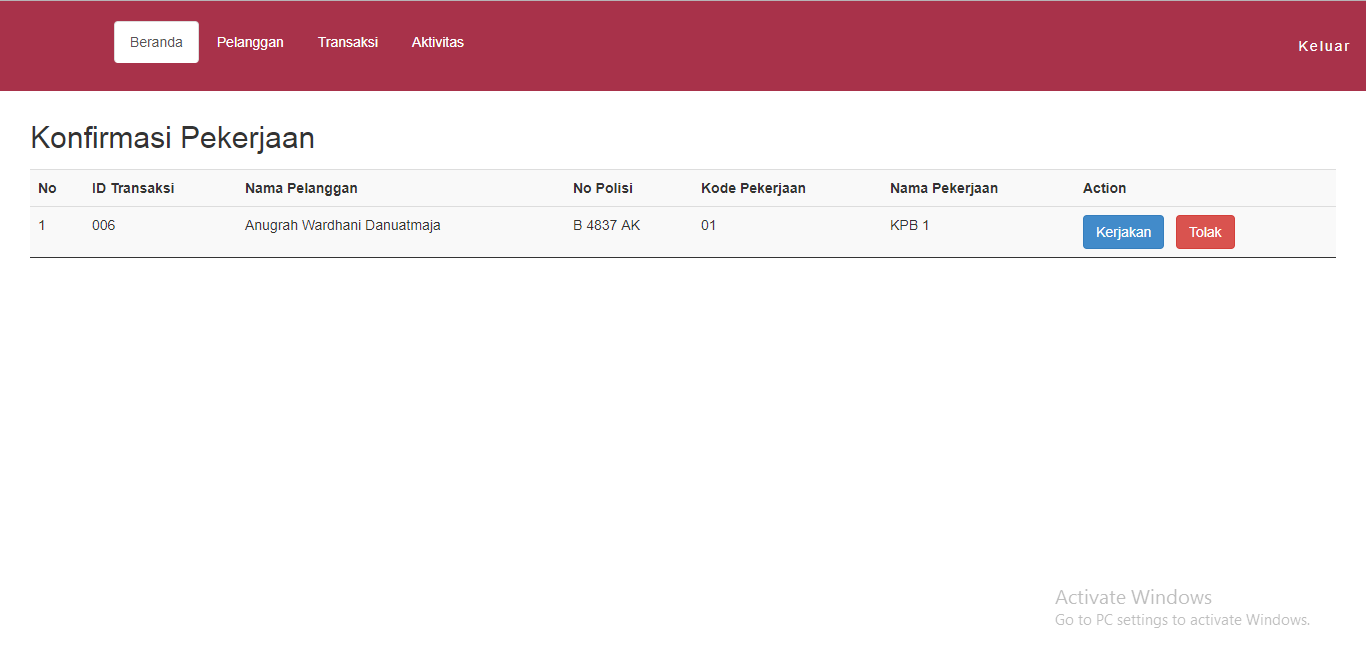 Beranda Pelanggan Transaksi Aktivitas Keluar
Konfirmasi Pekerjaan
No ID Transaksi Nama Pelanggan No Polisi Kode Pekerjaan Nama Pekerjaan Action
1 006 Anugrah Wardhani Danuatmaja B 4837 AK 01 KPB 1 Kerjakan Tolak
Activate Windows
Go to PC settings to activate Windows.